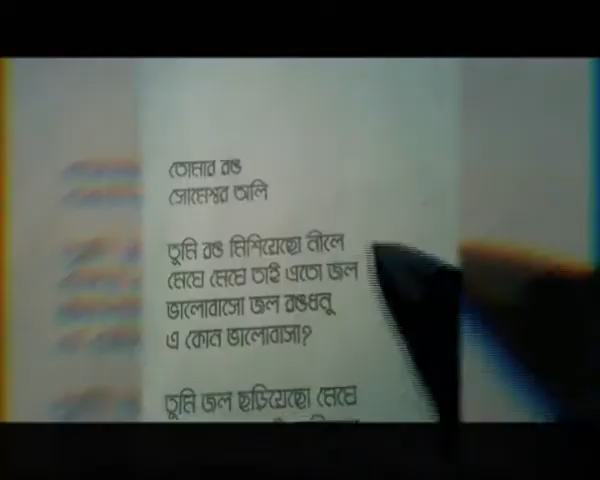 তোমার রঙ
সোমেশ্বর অলি
তুমি রঙ মিশিয়েছো নীলে
মেঘে মেঘে তাই এতো জল
ভালোবাসো জল রঙধনু
এ কোন ভালোবাসা?
তুমি জল ছড়িয়েছো মেঘে